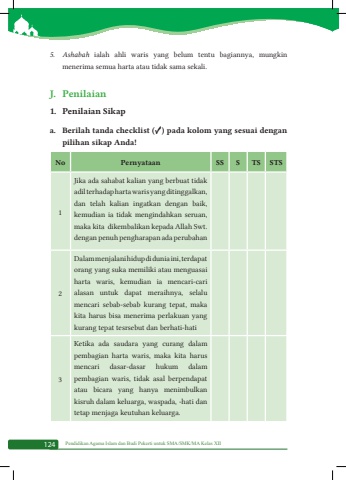 5. Ashabah ialah ahli waris yang belum tentu bagiannya, mungkin
menerima semua harta atau tidak sama sekali.
J. Penilaian
1. Penilaian Sikap
a. Berilah tanda checklist (✓) pada kolom yang sesuai dengan
pilihan sikap Anda!
No Pernyataan SS S TS STS
Jika ada sahabat kalian yang berbuat tidak
adil terhadap harta waris yang ditinggalkan,
dan telah kalian ingatkan dengan baik,
1 kemudian ia tidak mengindahkan seruan,
maka kita dikembalikan kepada Allah Swt.
dengan penuh pengharapan ada perubahan
Dalam menjalani hidup di dunia ini, terdapat
orang yang suka memiliki atau menguasai
harta waris, kemudian ia mencari-cari
2 alasan untuk dapat meraihnya, selalu
mencari sebab-sebab kurang tepat, maka
kita harus bisa menerima perlakuan yang
kurang tepat tesrsebut dan berhati-hati
Ketika ada saudara yang curang dalam
pembagian harta waris, maka kita harus
mencari dasar-dasar hukum dalam
3 pembagian waris, tidak asal berpendapat
atau bicara yang hanya menimbulkan
kisruh dalam keluarga, waspada, -hati dan
tetap menjaga keutuhan keluarga.
124 Pendidikan Agama Islam dan Budi Pekerti untuk SMA/SMK/MA Kelas XII